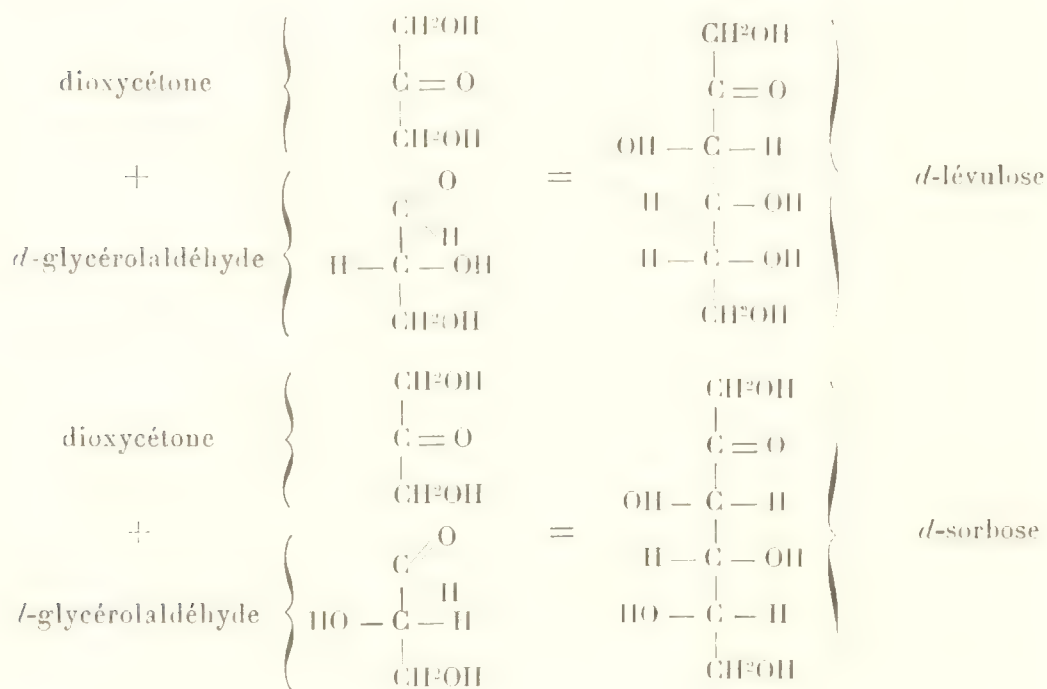 CH²OH CH²OH
dioxycétone C = O C = O
CH²OH OH — C — H
+ O = H C — OH d-lévulose
C
H
d-glycérolaldéhyde H — C — OH H — C — OH
CH²OH CH²OH
CH²OH CH²OH
dioxycétone C = O C = O
CH²OH OH — C — H
+ O = H — C — OH d-sorbose
C
H
l-glycérolaldéhyde HO — C — H HO — C — H
CH²OH CH²OH